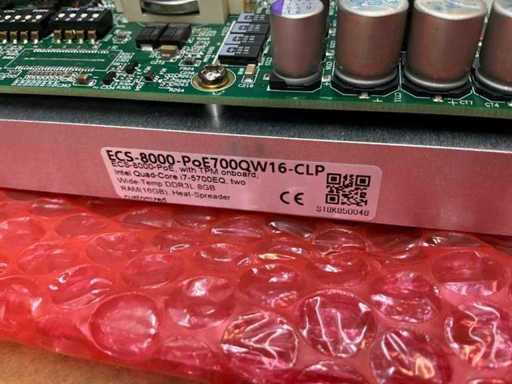 ECS-8000-PoE700QW16-CLP
ECS-8000-PoE, with TPM onboard,
Intel Quad-Core i7-5700EQ, two
Wide Temp DDR3L 8GB
RAM(16GB), Heat-Spreader
customized
CE
S10K050040